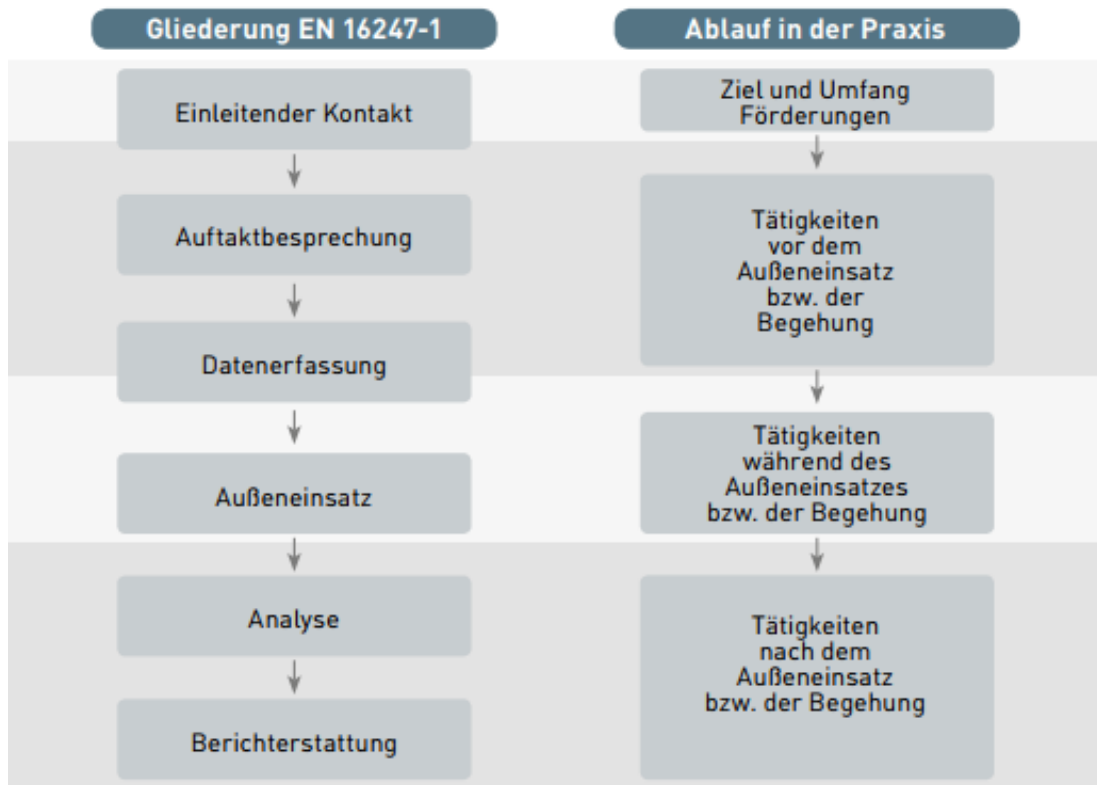 Gliederung EN 16247-1
Einleitender Kontakt
Auftaktbesprechung
Datenerfassung
Außeneinsatz
Analyse
Berichterstattung
Ablauf in der Praxis
Ziel und Umfang
Förderungen
Tätigkeiten
vor dem
Außeneinsatz
bzw. der
Begehung
Tätigkeiten
während des
Außeneinsatzes
bzw. der Begehung
Tätigkeiten
nach dem
Außeneinsatz
bzw. der Begehung